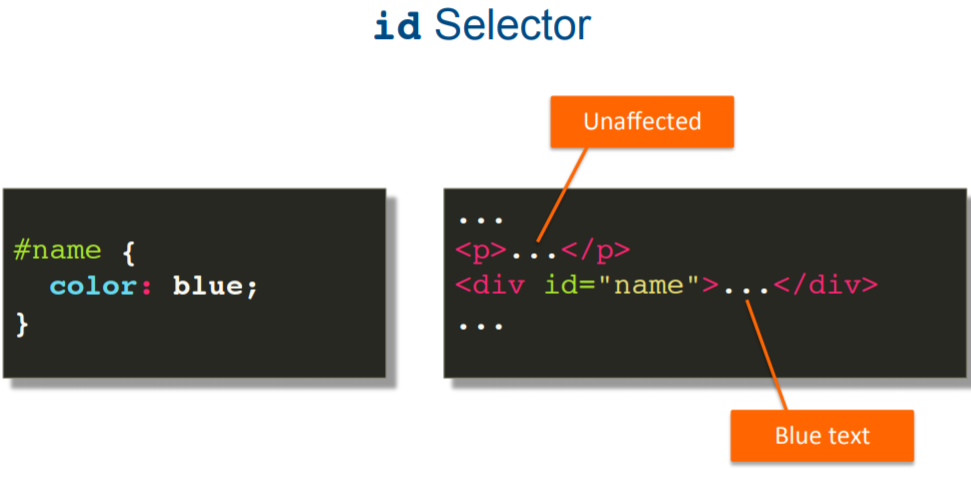 id Selector
Unaffected
#name {
  color: blue;
}
...
<p>...</p>
<div id="name">...</div>
...
Blue text